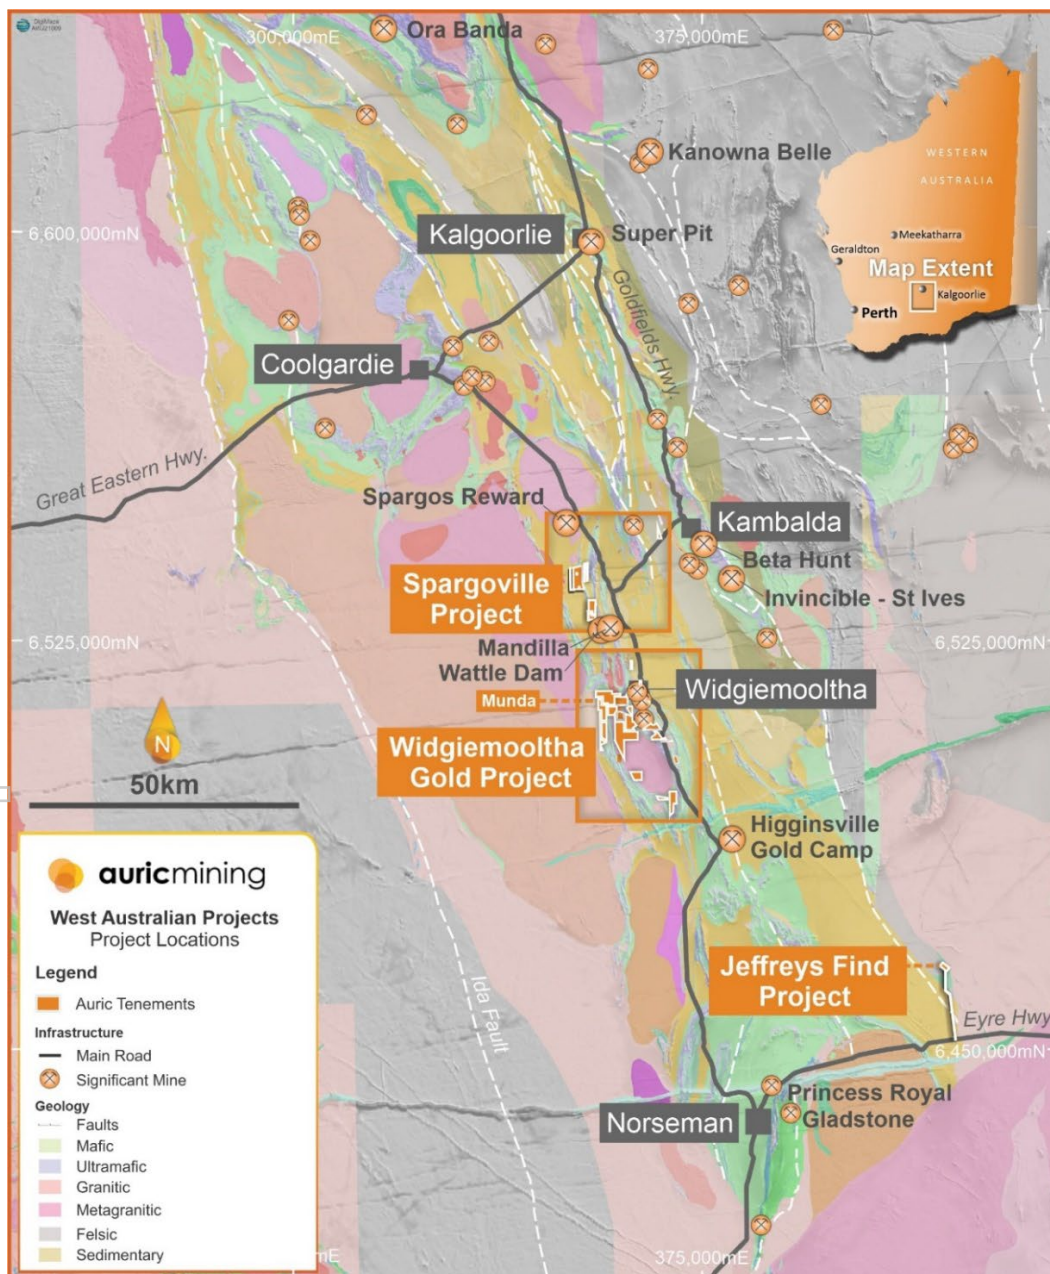 DigiMaps
300,000mE
Ora Banda
375,000mE
Kanowna Belle
WESTERN
AUSTRALIA
6,600,000mN
Kalgoorlie
Super Pit
Meekatharra
Geraldton
Map Extent
Kalgoorlie
Perth
Goldfields Hwy.
Coolgardie
Great Eastern Hwy.
Spargos Reward
Kambalda
Beta Hunt
Spargoville
Project
Invincible - St Ives
6,525,000mN
6,525,000mN
Mandilla
Wattle Dam
Widgiemooltha
Munda
Widgiemooltha
Gold Project
N
50km
Higginsville
Gold Camp
auricmining
West Australian Projects
Project Locations
Legend
Auric Tenements
Infrastructure
Main Road
Significant Mine
Geology
Faults
Mafic
Ultramafic
Granitic
Metagranitic
Felsic
Sedimentary
Ida Fault
Jeffreys Find
Project
Eyre Hwy
6,450,000mN
Princess Royal
Gladstone
Norseman
mE
375,000mE